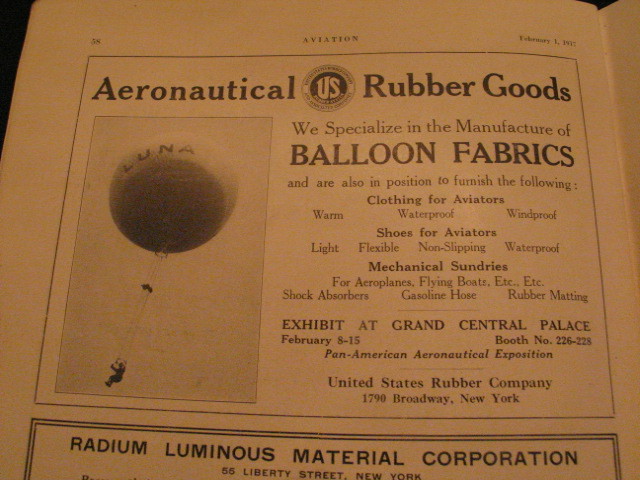 58
AVIATION
February 1, 1917
Aeronautical US Rubber Goods
LUNA
We Specialize in the Manufacture of
BALLOON FABRICS
and are also in position to furnish the following:
Clothing for Aviators
Warm Waterproof Windproof
Shoes for Aviators
Light Flexible Non-Slipping Waterproof
Mechanical Sundries
For Aeroplanes, Flying Boats, Etc., Etc.
Shock Absorbers Gasoline Hose Rubber Matting
EXHIBIT AT GRAND CENTRAL PALACE
February 8-15 Booth No. 226-228
Pan-American Aeronautical Exposition
United States Rubber Company
1790 Broadway, New York
RADIUM LUMINOUS MATERIAL CORPORATION
55 LIBERTY STREET, NEW YORK